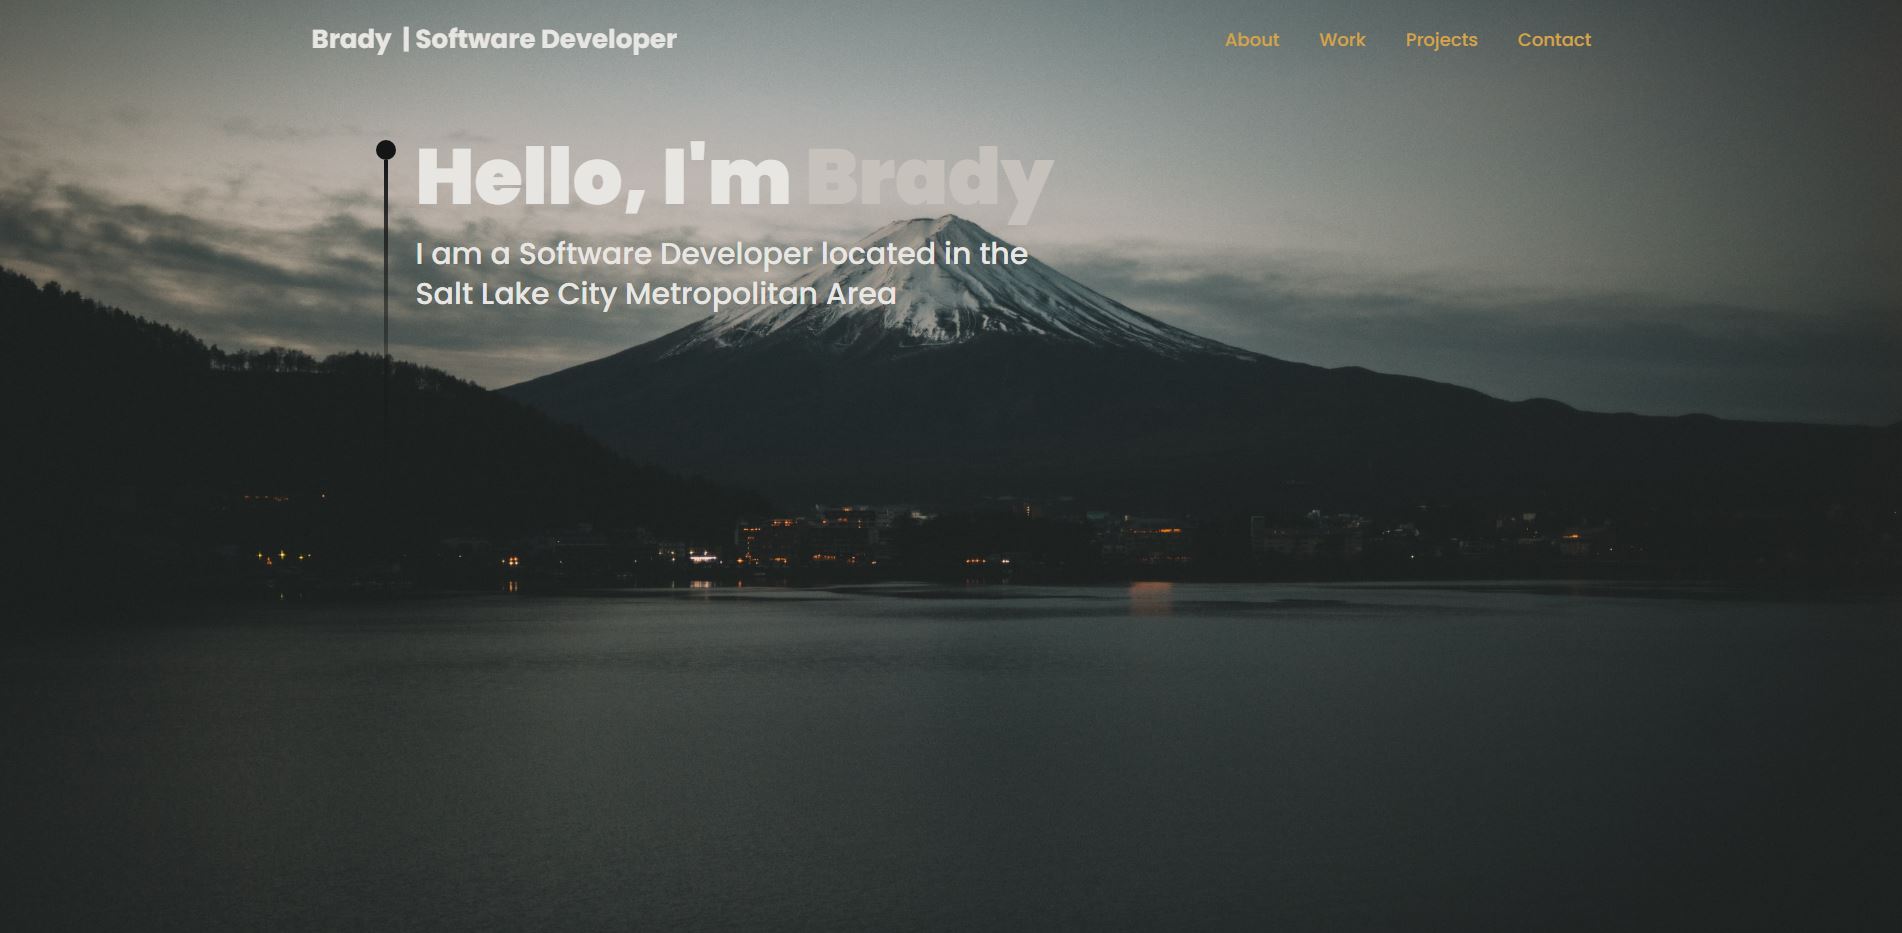 Brady | Software Developer
About Work Projects Contact
Hello, I'm Brady
I am a Software Developer located in the
Salt Lake City Metropolitan Area